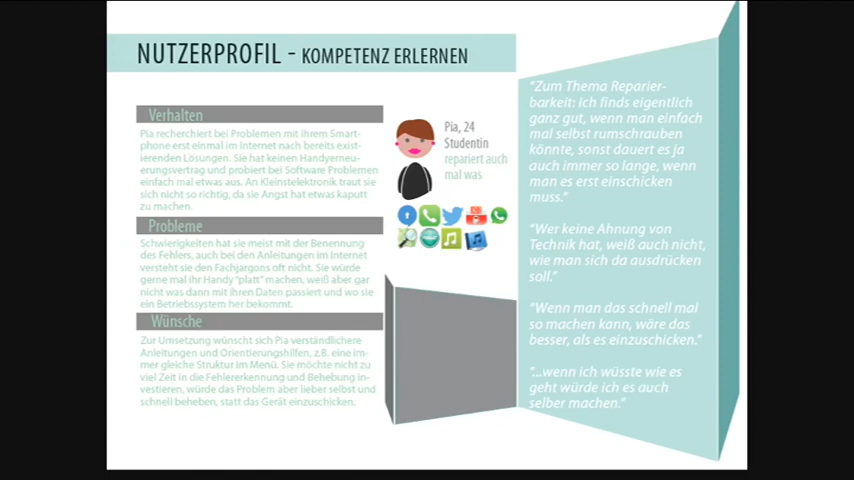 NUTZERPROFIL - KOMPETENZ ERLERNEN
Verhalten
Pia recherchiert bei Problemen mit ihrem Smart-
phone erst einmal im Internet nach bereits exist-
ierenden Lösungen. Sie hat keinen Handyerneu-
erungsvertrag und probiert bei Software Problemen
einfach mal etwas aus. An Kleinstelektronik traut sie
sich nicht so richtig, da sie Angst hat etwas kaputt
zu machen.
Probleme
Schwierigkeiten hat sie meist mit der Benennung
des Fehlers, auch bei den Anleitungen im Internet
versteht sie den Fachjargons oft nicht. Sie würde
gerne mal ihr Handy "platt" machen, weiß aber gar
nicht was dann mit ihren Daten passiert und wo sie
ein Betriebssystem her bekommt.
Wünsche
Zur Umsetzung wünscht sich Pia verständlichere
Anleitungen und Orientierungshilfen, z.B. eine im-
mer gleiche Struktur im Menü. Sie möchte nicht zu
viel Zeit in die Fehlererkennung und Behebung in-
vestieren, würde das Problem aber lieber selbst und
schnell beheben, statt das Gerät einzuschicken.
Pia, 24
Studentin
repariert auch
mal was
"Zum Thema Reparier-
barkeit: Ich finds eigentlich
ganz gut, wenn man einfach
mal selbst rumschrauben
könnte, sonst dauert es ja
auch immer so lange, wenn
man es erst einschicken
muss."
"Wer keine Ahnung von
Technik hat, weiß auch nicht,
wie man sich da ausdrücken
soll."
"Wenn man das schnell mal
so machen kann, wäre das
besser, als es einzuschicken."
"...wenn ich wüsste wie es
geht würde ich es auch
selber machen."